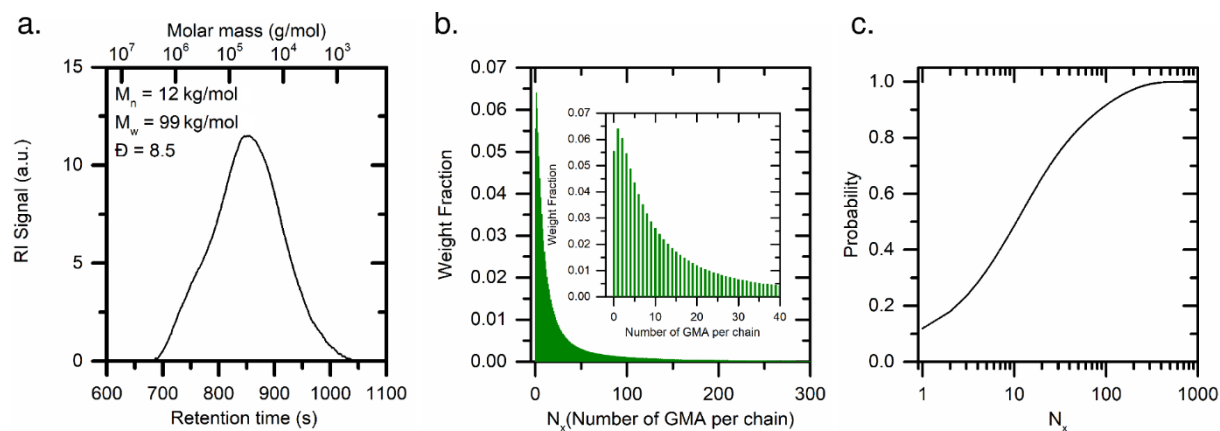 a.
Molar mass (g/mol)
10⁷ 10⁶ 10⁵ 10⁴ 10³
15
10
5
0
RI Signal (a.u.)
Mₙ = 12 kg/mol
M_w = 99 kg/mol
Đ = 8.5
600 700 800 900 1000 1100
Retention time (s)
b.
0.07
0.06
0.05
0.04
0.03
0.02
0.01
0.00
Weight Fraction
0.07
0.06
0.05
0.04
0.03
0.02
0.01
0.00
Weight Fraction
0 10 20 30 40
Number of GMA per chain
0 100 200 300
Nₓ(Number of GMA per chain)
c.
1.0
0.8
0.6
0.4
0.2
0.0
Probability
1 10 100 1000
Nₓ